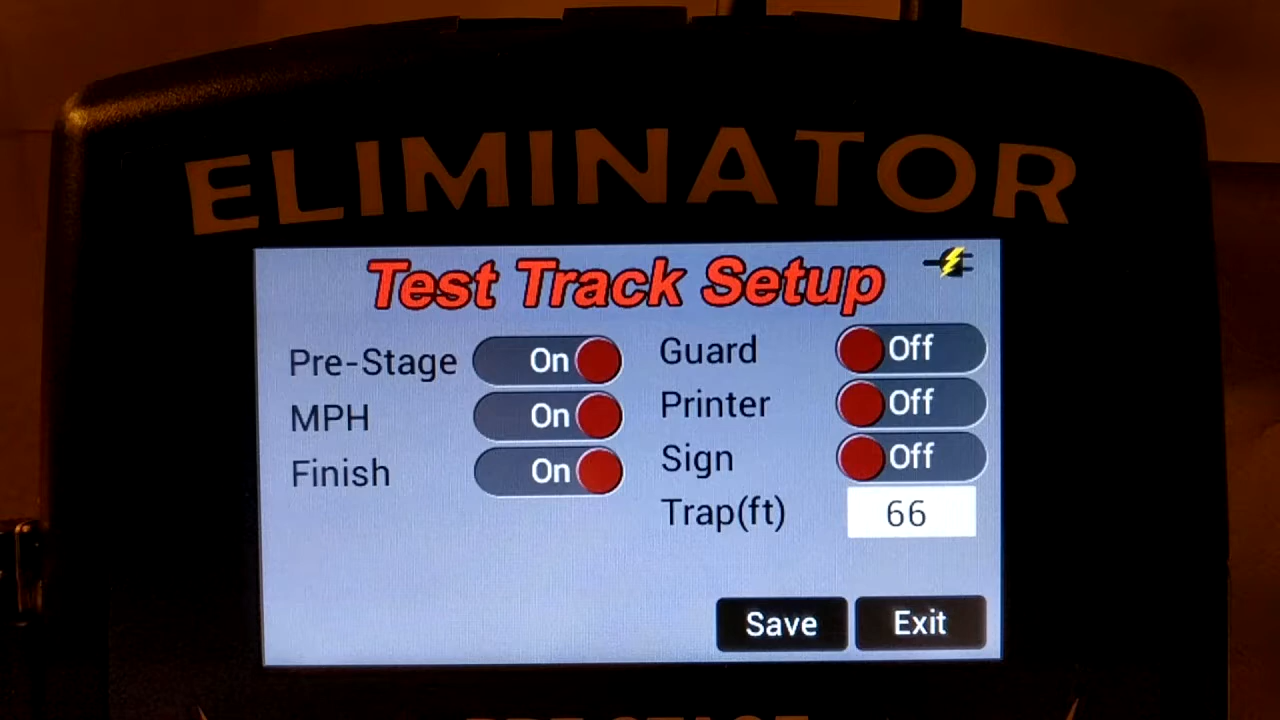 ELIMINATOR
Test Track Setup
Pre-Stage On
MPH On
Finish On
Guard Off
Printer Off
Sign Off
Trap(ft) 66
Save Exit